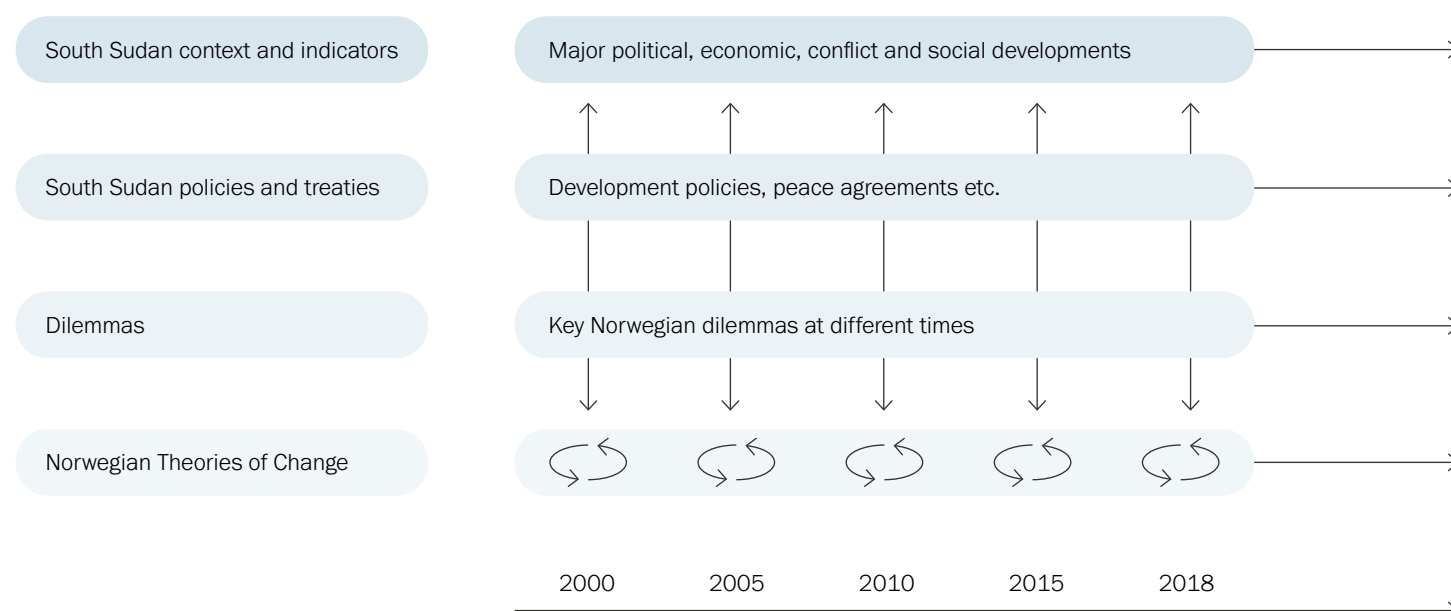 South Sudan context and indicators
Major political, economic, conflict and social developments
South Sudan policies and treaties
Development policies, peace agreements etc.
Dilemmas
Key Norwegian dilemmas at different times
Norwegian Theories of Change
2000 2005 2010 2015 2018